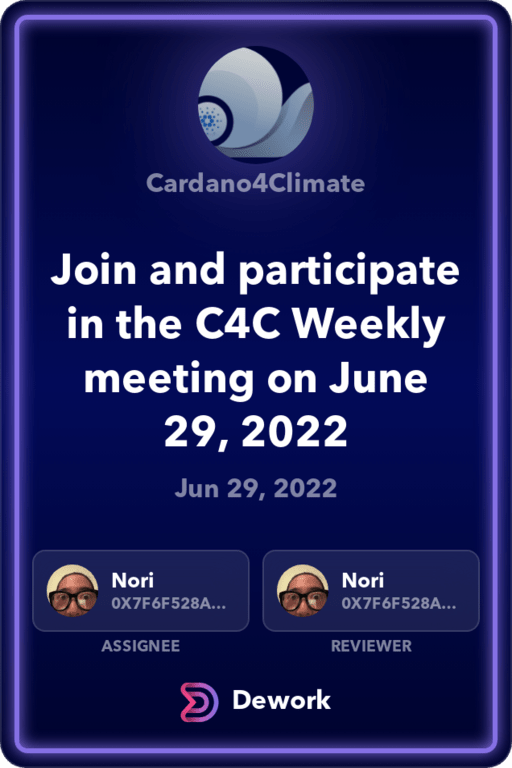 Cardano4Climate
Join and participate
in the C4C Weekly
meeting on June
29, 2022
Jun 29, 2022
Nori
0X7F6F528A...
ASSIGNEE
Nori
0X7F6F528A...
REVIEWER
Dework